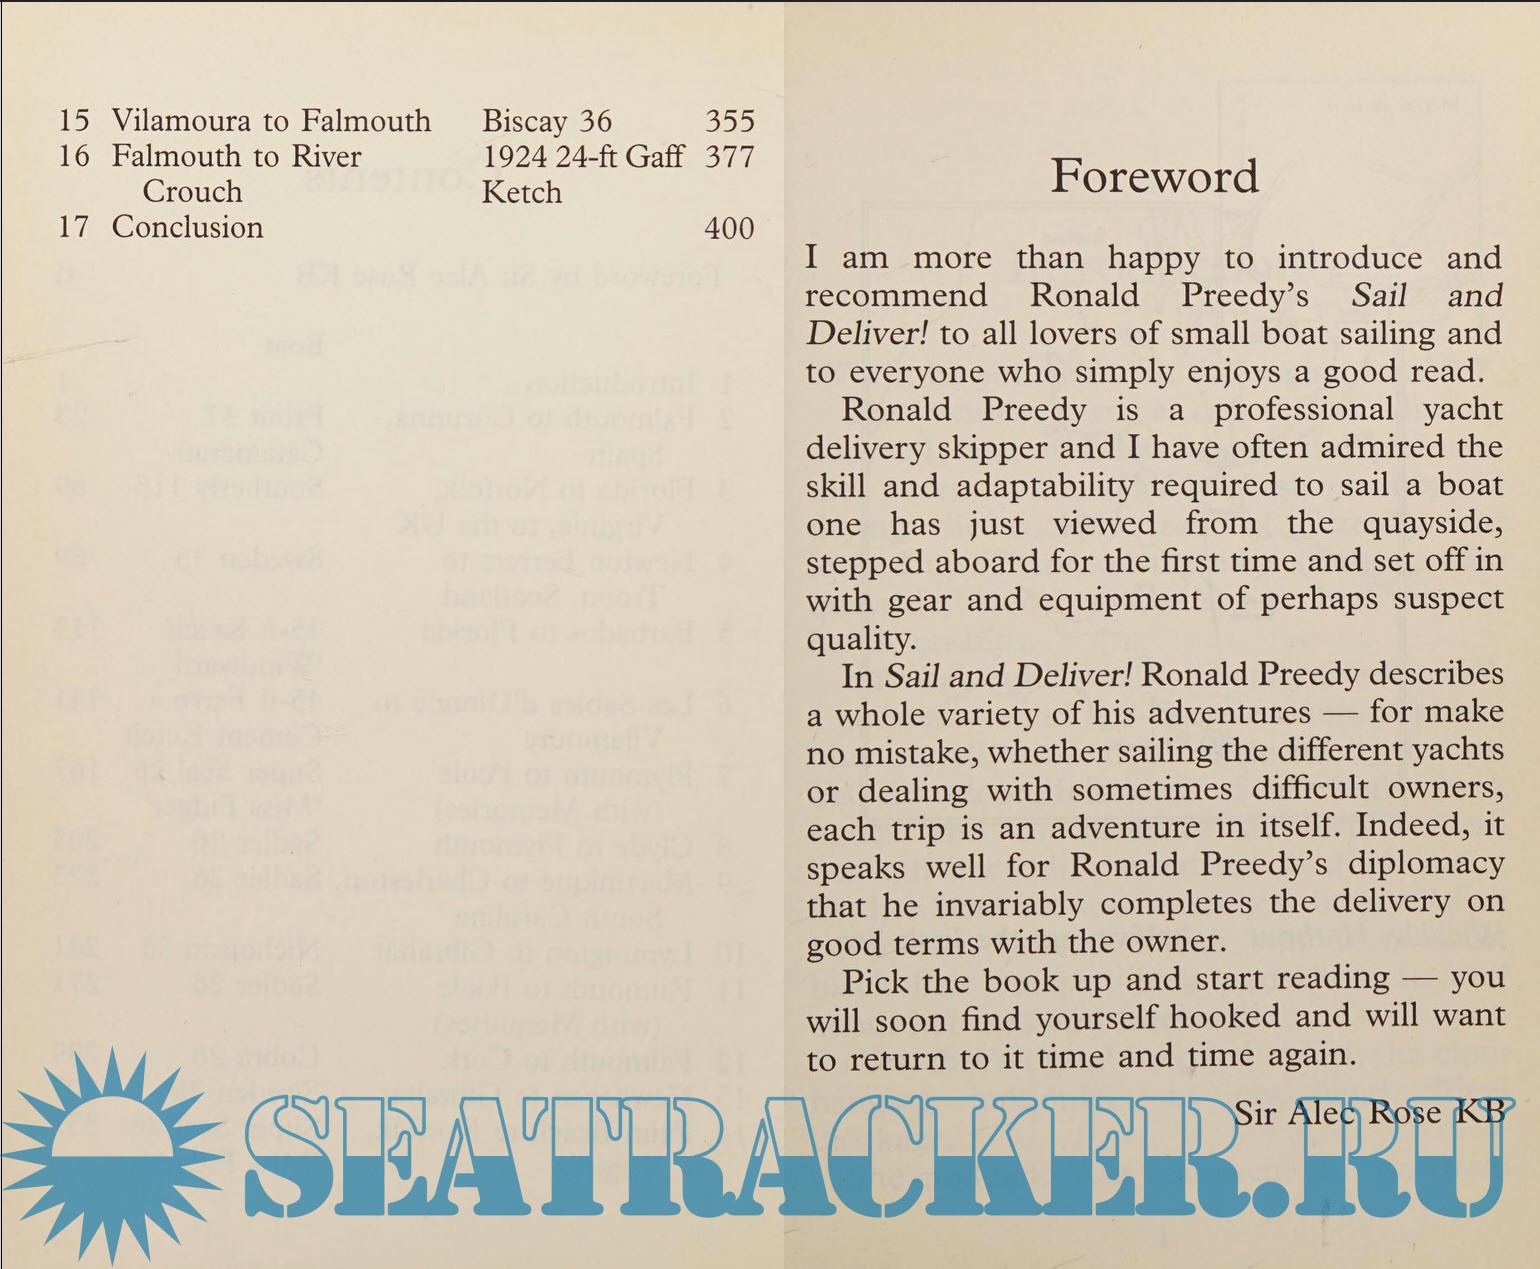 15 Vilamoura to Falmouth Biscay 36 355
16 Falmouth to River 1924 24-ft Gaff 377
Crouch Ketch
17 Conclusion 400
Foreword
I am more than happy to introduce and
recommend Ronald Preedy's Sail and
Deliver! to all lovers of small boat sailing and
to everyone who simply enjoys a good read.
Ronald Preedy is a professional yacht
delivery skipper and I have often admired the
skill and adaptability required to sail a boat
one has just viewed from the quayside,
stepped aboard for the first time and set off in
with gear and equipment of perhaps suspect
quality.
In Sail and Deliver! Ronald Preedy describes
a whole variety of his adventures — for make
no mistake, whether sailing the different yachts
or dealing with sometimes difficult owners,
each trip is an adventure in itself. Indeed, it
speaks well for Ronald Preedy's diplomacy
that he invariably completes the delivery on
good terms with the owner.
Pick the book up and start reading — you
will soon find yourself hooked and will want
to return to it time and time again.
Sir Alec Rose KB
SEATRACKER.RU